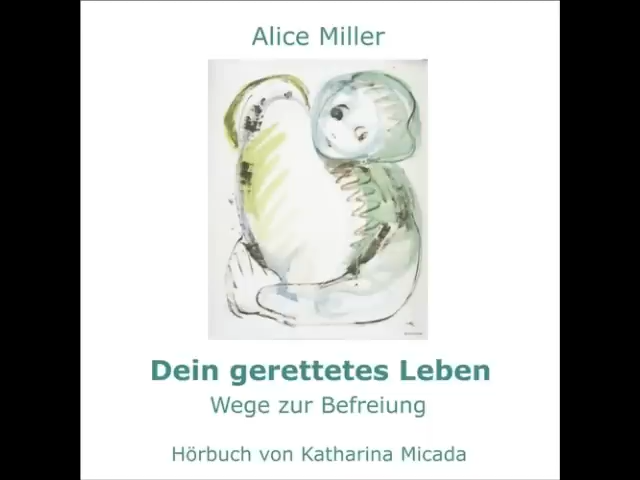 Alice Miller
Dein gerettetes Leben
Wege zur Befreiung
Hörbuch von Katharina Micada